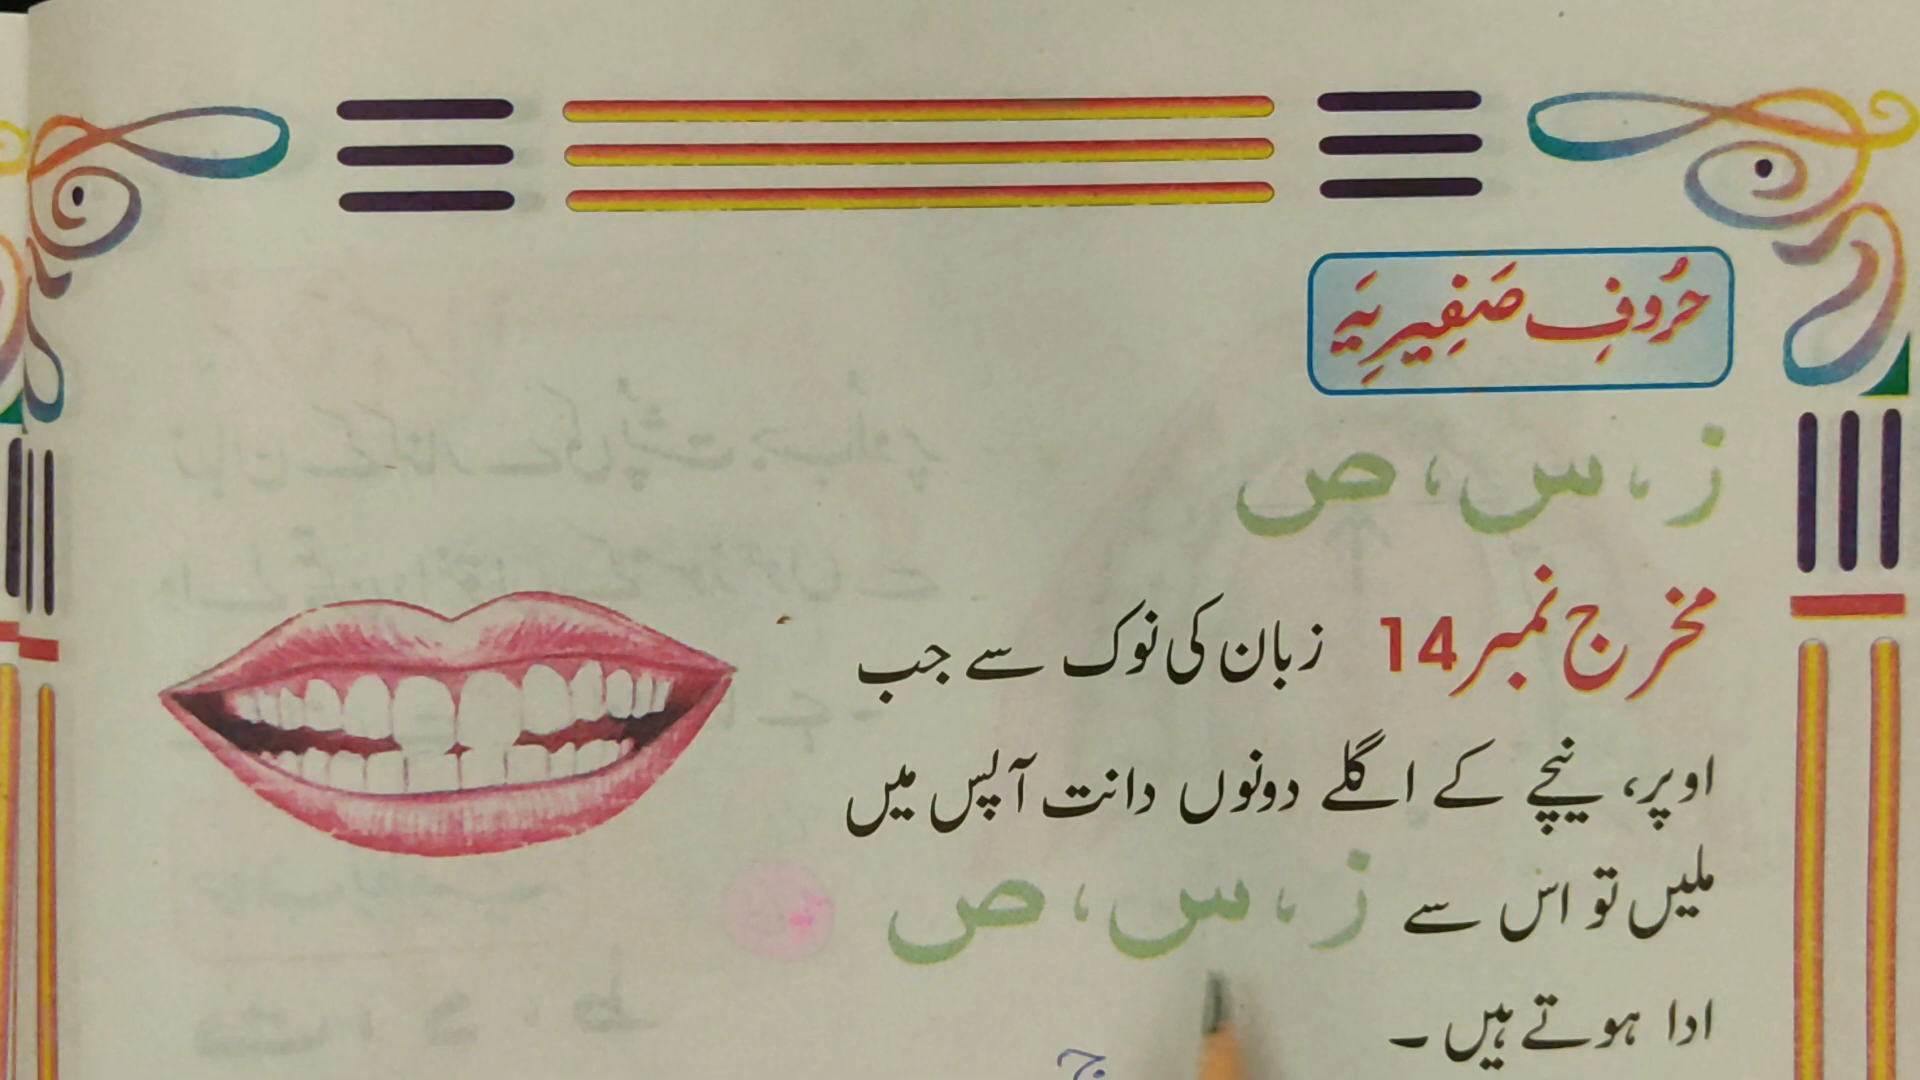 حُرُوفِ صَفِيرِيَہ
ز ، س ، ص
مخرج نمبر 14 زبان کی نوک سے جب
اوپر، نیچے کے اگلے دونوں دانت آپس میں
ملیں تو اس سے ز ، س ، ص
ادا ہوتے ہیں ۔
ج